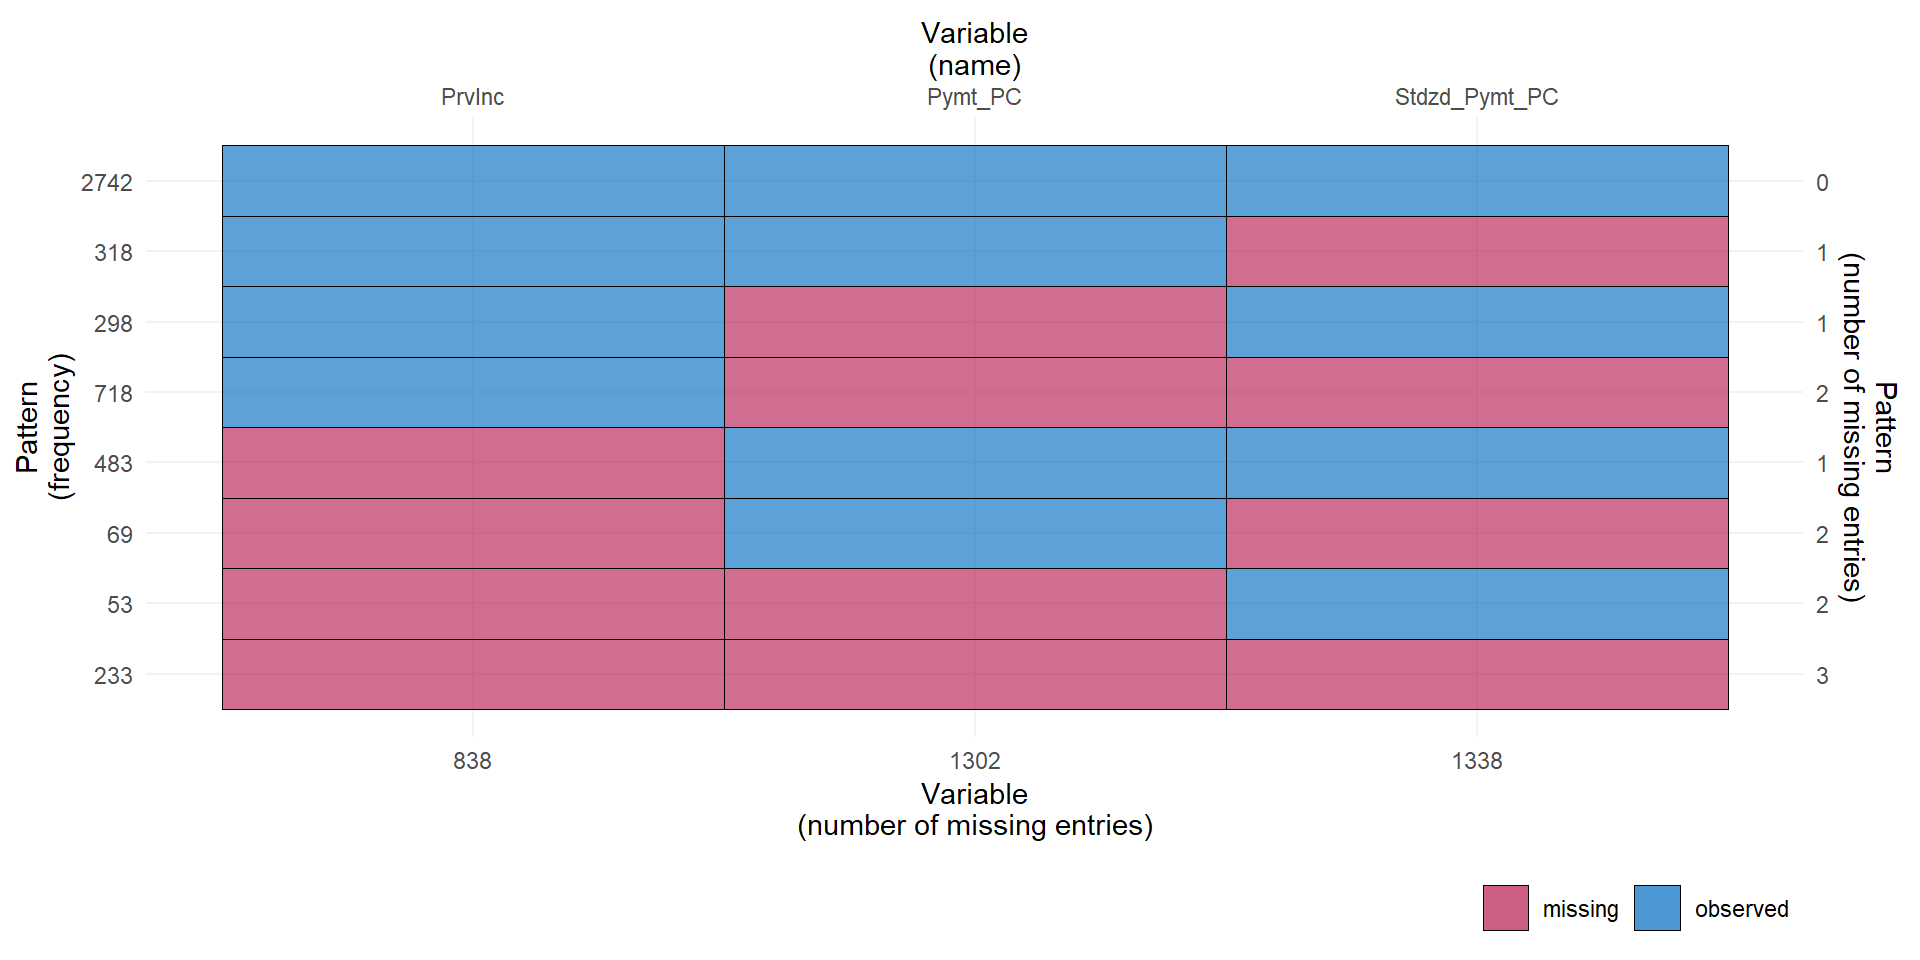 Variable
(name)
PrvInc Pymt_PC Stdzd_Pymt_PC
2742 0
318 1
298 1
718 2
483 1
69 2
53 2
233 3
Pattern
(frequency)
Pattern
(number of missing entries)
838 1302 1338
Variable
(number of missing entries)
missing observed